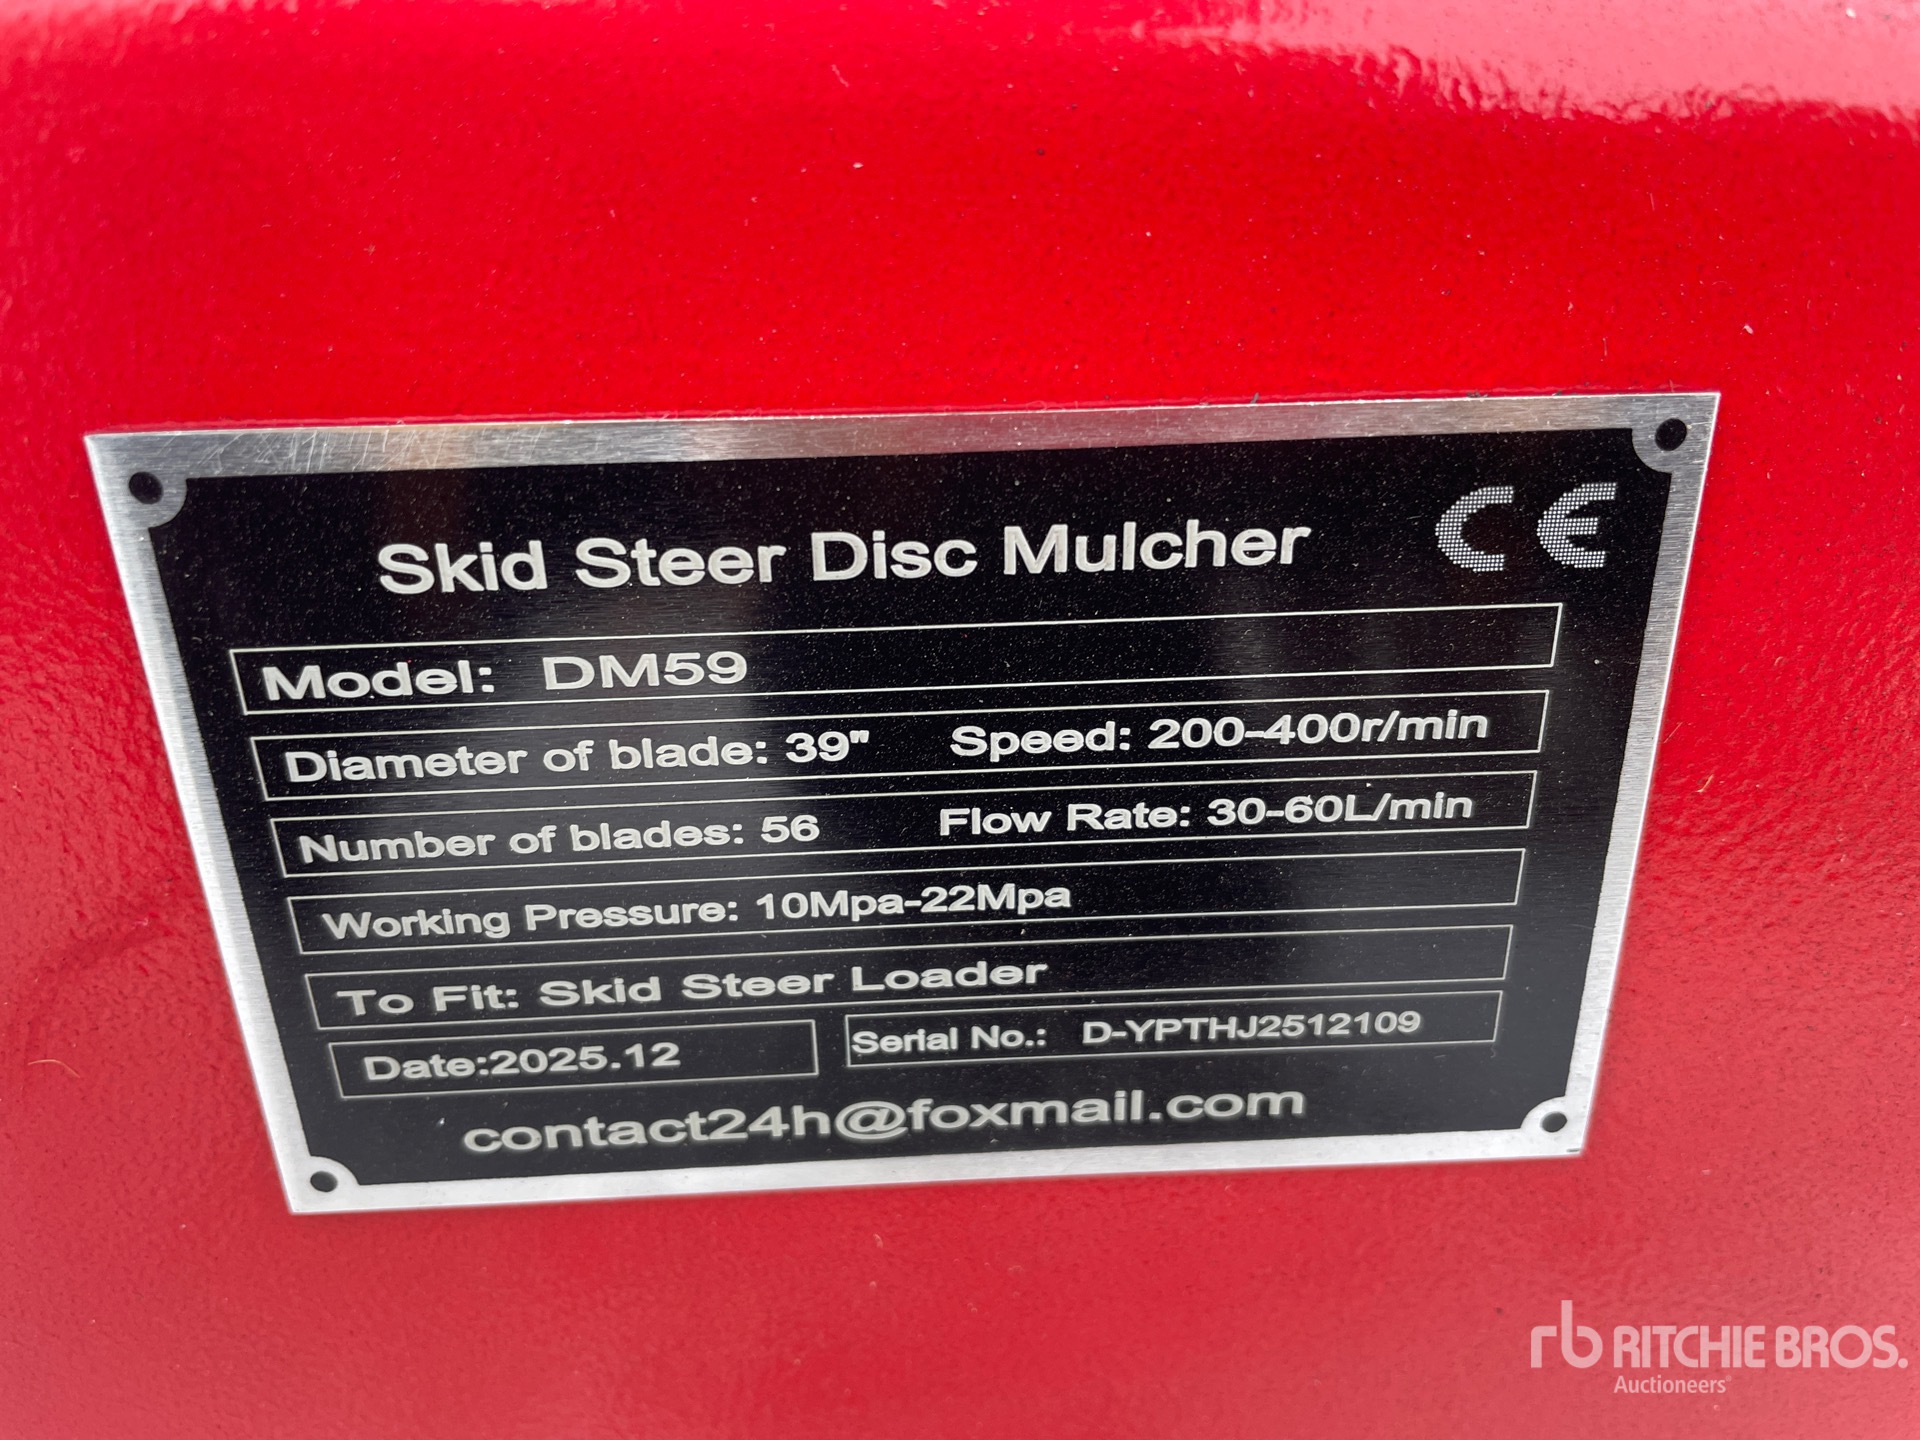 Skid Steer Disc Mulcher CE
Model: DM59
Diameter of blade: 39" Speed: 200-400r/min
Number of blades: 56 Flow Rate: 30-60L/min
Working Pressure: 10Mpa-22Mpa
To Fit: Skid Steer Loader
Date:2025.12 Serial No.: D-YPTHJ2512109
contact24h@foxmail.com
rb RITCHIE BROS.
Auctioneers